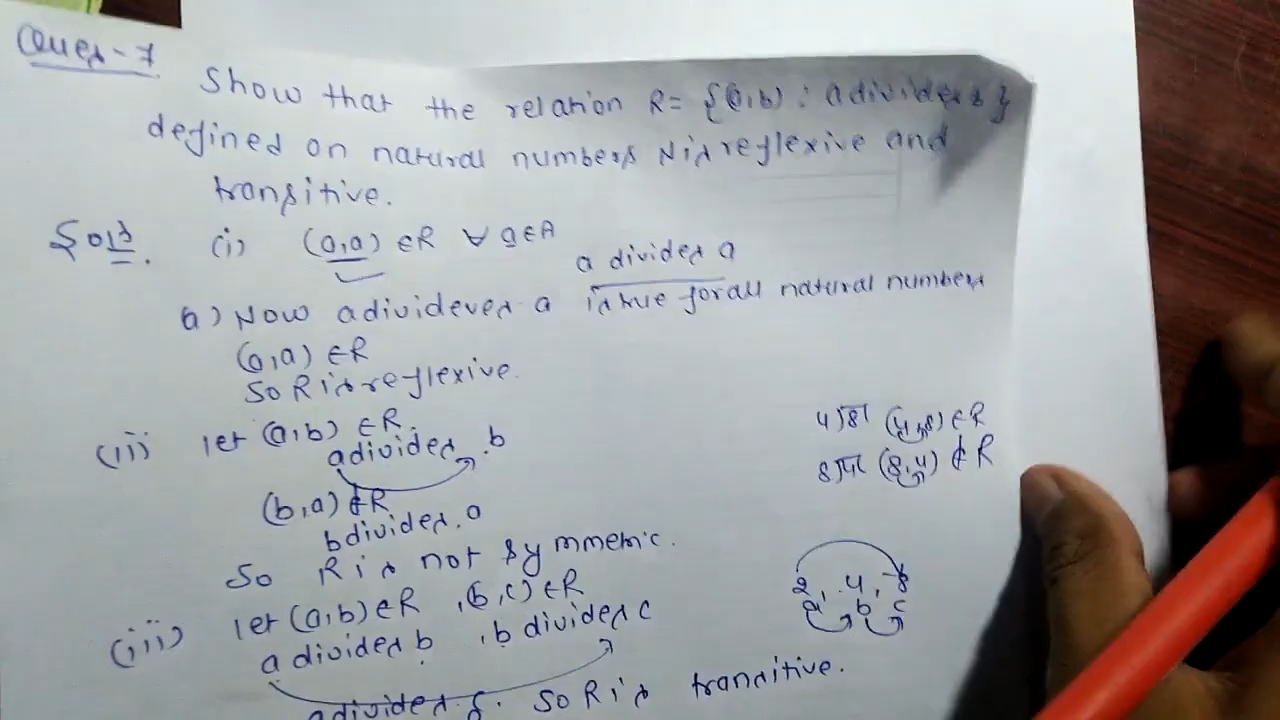 Ques-7
Show that the relation R= {(a,b) : a divides b}
defined on natural numbers N is reflexive and
transitive.
Solⁿ. (i) (a,a) ∈R ∀ a∈A
a divides a
a) Now a divides a is true for all natural numbers
(a,a) ∈R
So R is reflexive.
(ii) let (a,b) ∈R.
a divides b
4)8( (4,8) ∈R
8)4( (8,4) ∉ R
(b,a) ∉R
b divides a
So R is not symmetric.
(iii) let (a,b) ∈R , (b,c) ∈R
a divides b , b divides c
2, 4, 8
a b c
a divides c. So R is transitive.